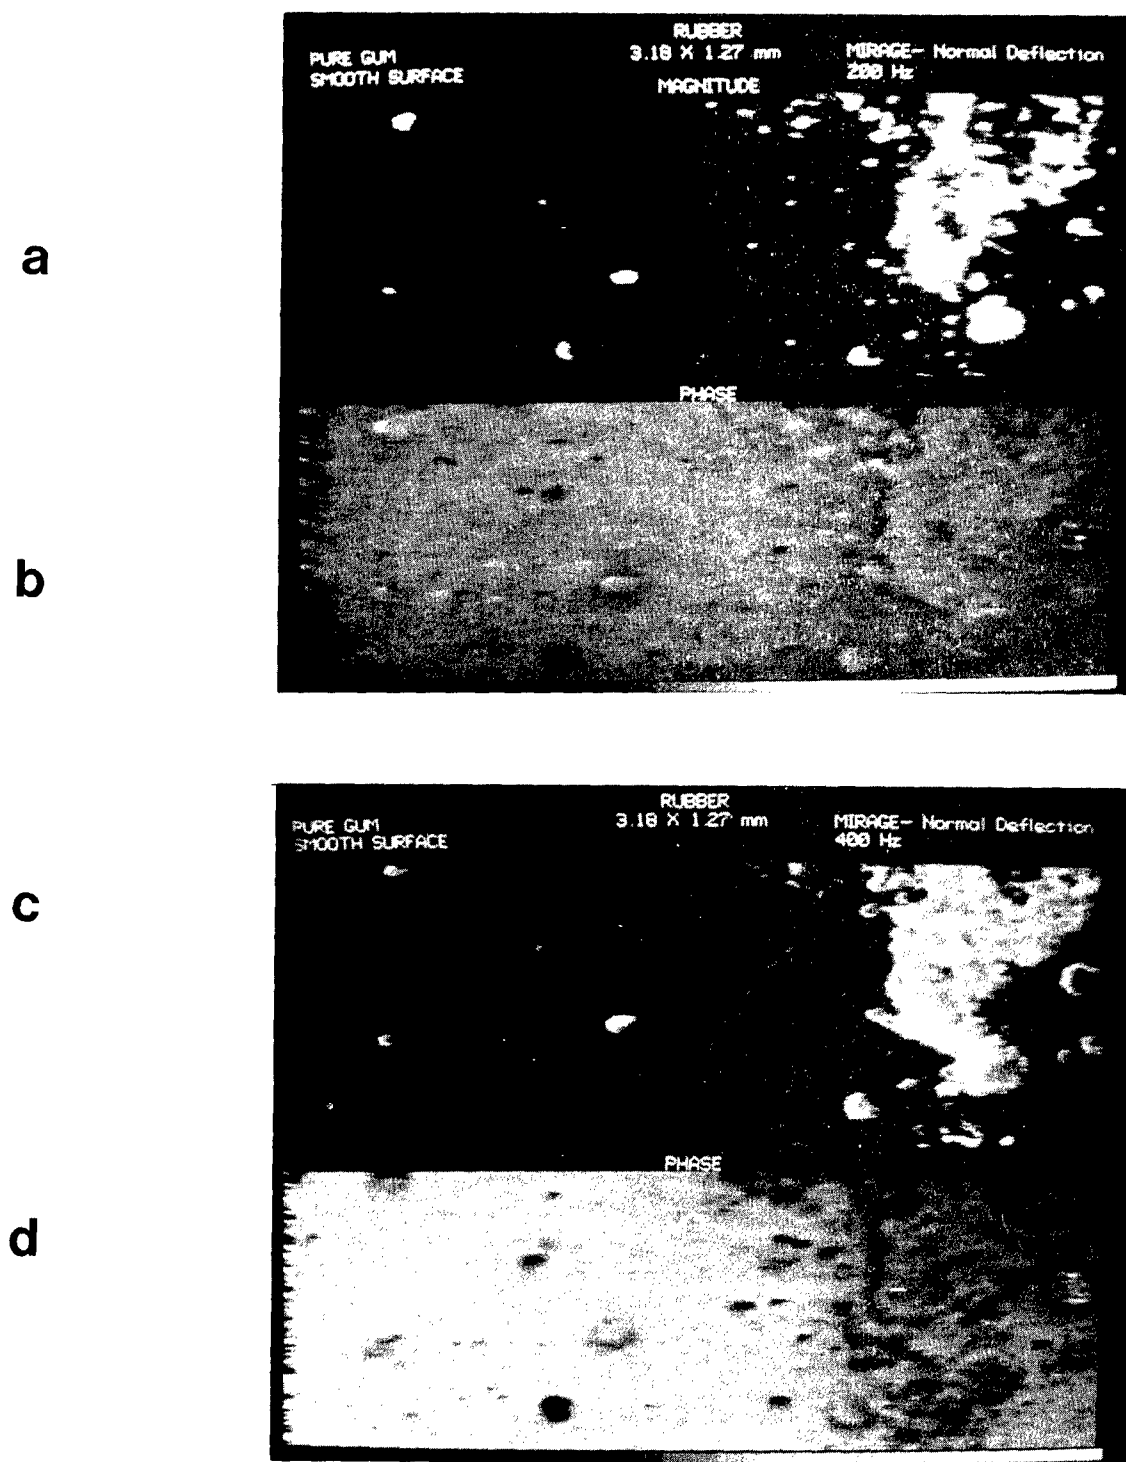 RUBBER
PURE GUM
3.18 X 1.27 mm
MIRAGE- Normal Deflection
SMOOTH SURFACE
200 Hz
MAGNITUDE
a
PHASE
b
RUBBER
PURE GUM
3.18 X 1.27 mm
MIRAGE- Normal Deflection
SMOOTH SURFACE
400 Hz
c
PHASE
d